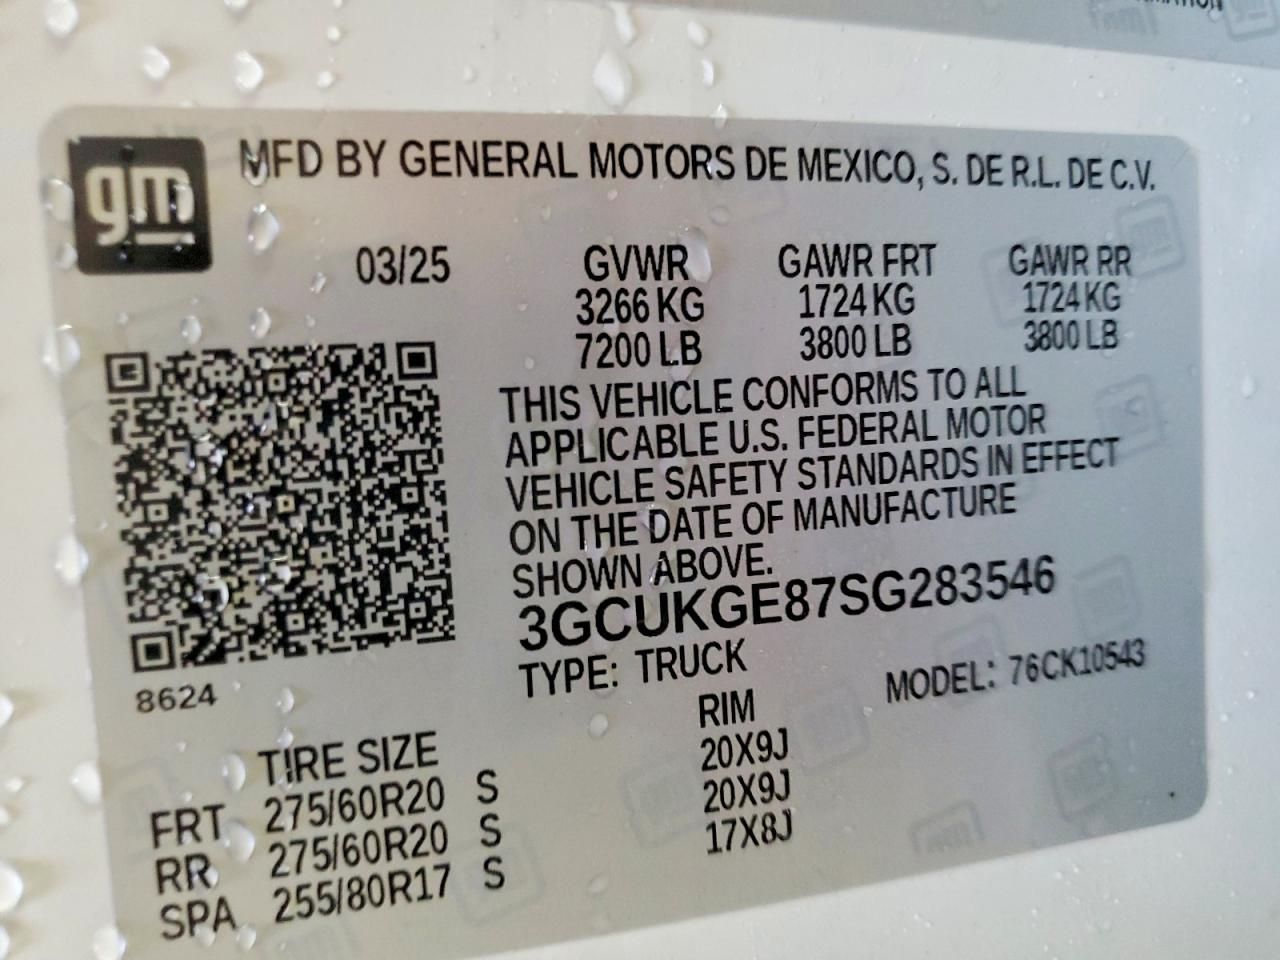 gm
MFD BY GENERAL MOTORS DE MEXICO, S. DE R.L. DE C.V.
03/25 GVWR GAWR FRT GAWR RR
3266 KG 1724 KG 1724 KG
7200 LB 3800 LB 3800 LB
THIS VEHICLE CONFORMS TO ALL
APPLICABLE U.S. FEDERAL MOTOR
VEHICLE SAFETY STANDARDS IN EFFECT
ON THE DATE OF MANUFACTURE
SHOWN ABOVE.
3GCUKGE87SG283546
TYPE: TRUCK MODEL: 76CK10543
8624
TIRE SIZE RIM
FRT 275/60R20 S 20X9J
RR 275/60R20 S 20X9J
SPA 255/80R17 S 17X8J